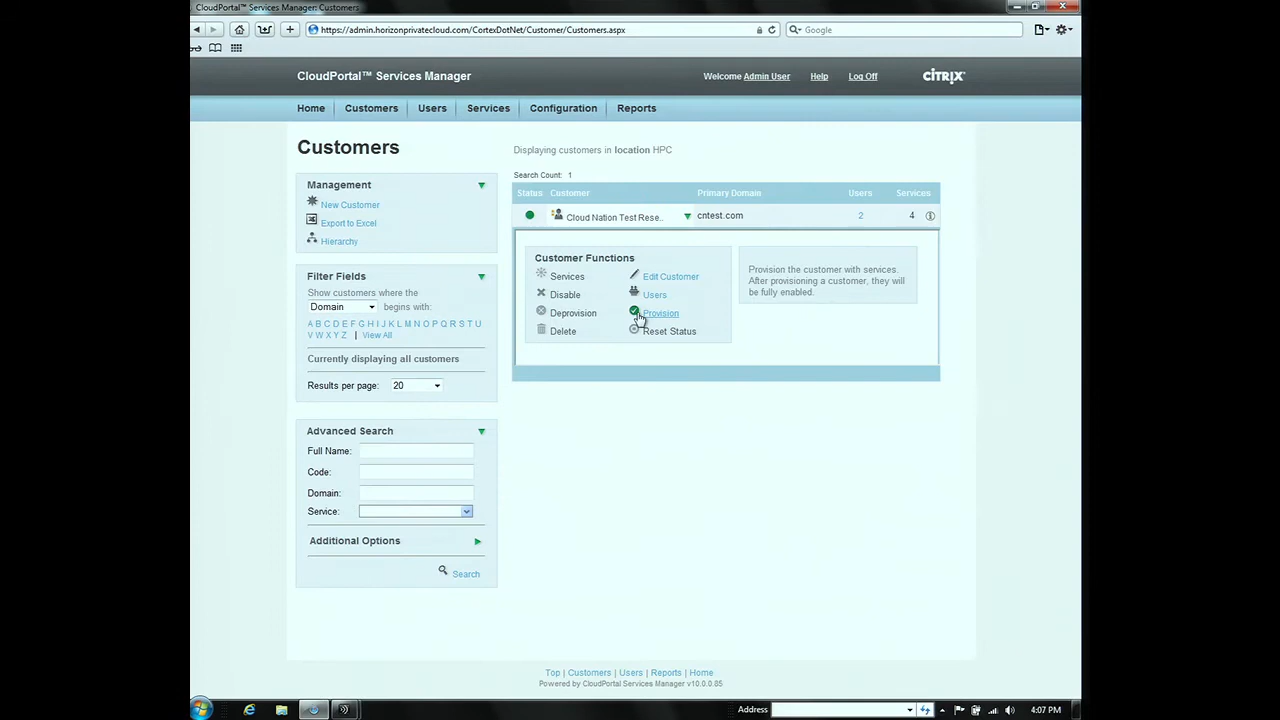 CloudPortal™ Services Manager: Customers
https://admin.horizonprivatecloud.com/CortexDotNet/Customer/Customers.aspx
Google
CloudPortal™ Services Manager
Welcome Admin User
Help
Log Off
CITRIX
Home
Customers
Users
Services
Configuration
Reports
Customers
Displaying customers in location HPC
Management
New Customer
Export to Excel
Hierarchy
Search Count: 1
Status Customer Primary Domain Users Services
Cloud Nation Test Rese.. cntest.com 2 4
Customer Functions
Services Edit Customer
Disable Users
Deprovision Provision
Delete Reset Status
Provision the customer with services.
After provisioning a customer, they will
be fully enabled.
Filter Fields
Show customers where the
Domain begins with:
A B C D E F G H I J K L M N O P Q R S T U
V W X Y Z | View All
Currently displaying all customers
Results per page: 20
Advanced Search
Full Name:
Code:
Domain:
Service:
Additional Options
Search
Top | Customers | Users | Reports | Home
Powered by CloudPortal Services Manager v10.0.0.85
Address
4:07 PM